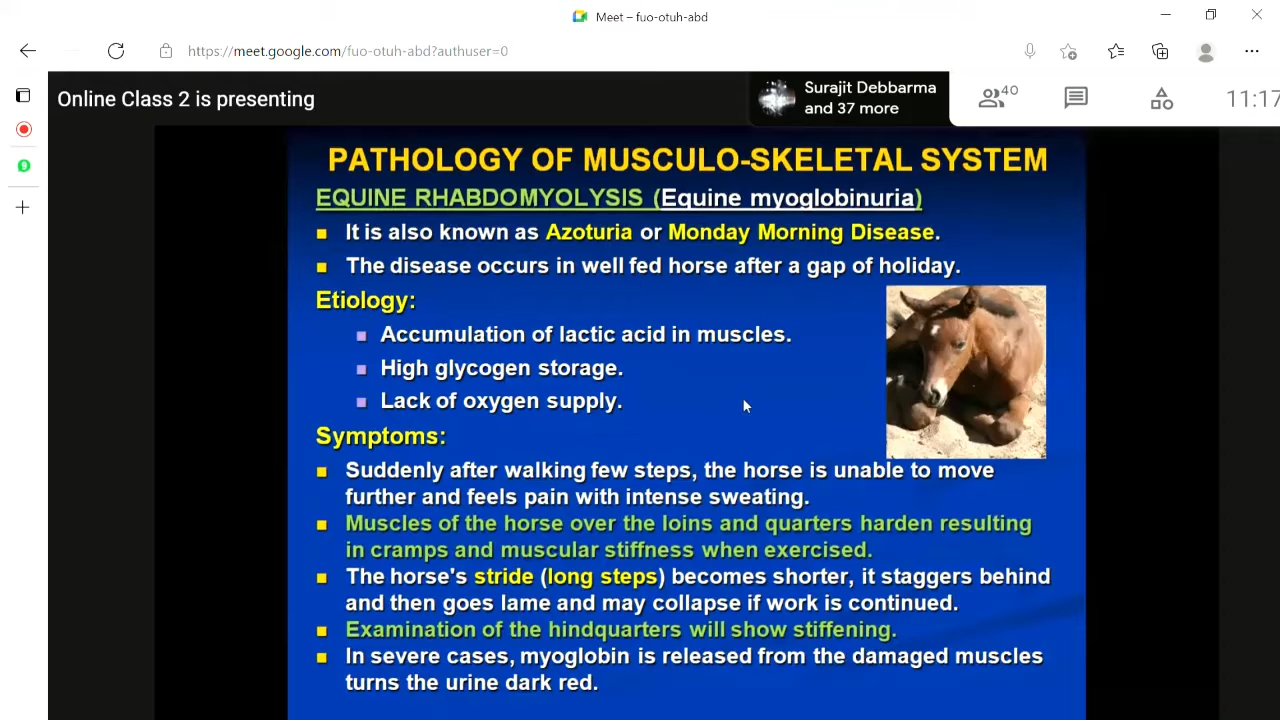 Meet – fuo-otuh-abd
https://meet.google.com/fuo-otuh-abd?authuser=0
Online Class 2 is presenting
Surajit Debbarma
and 37 more
40
11:17
9
PATHOLOGY OF MUSCULO-SKELETAL SYSTEM
EQUINE RHABDOMYOLYSIS (Equine myoglobinuria)
It is also known as Azoturia or Monday Morning Disease.
The disease occurs in well fed horse after a gap of holiday.
Etiology:
Accumulation of lactic acid in muscles.
High glycogen storage.
Lack of oxygen supply.
Symptoms:
Suddenly after walking few steps, the horse is unable to move
further and feels pain with intense sweating.
Muscles of the horse over the loins and quarters harden resulting
in cramps and muscular stiffness when exercised.
The horse's stride (long steps) becomes shorter, it staggers behind
and then goes lame and may collapse if work is continued.
Examination of the hindquarters will show stiffening.
In severe cases, myoglobin is released from the damaged muscles
turns the urine dark red.